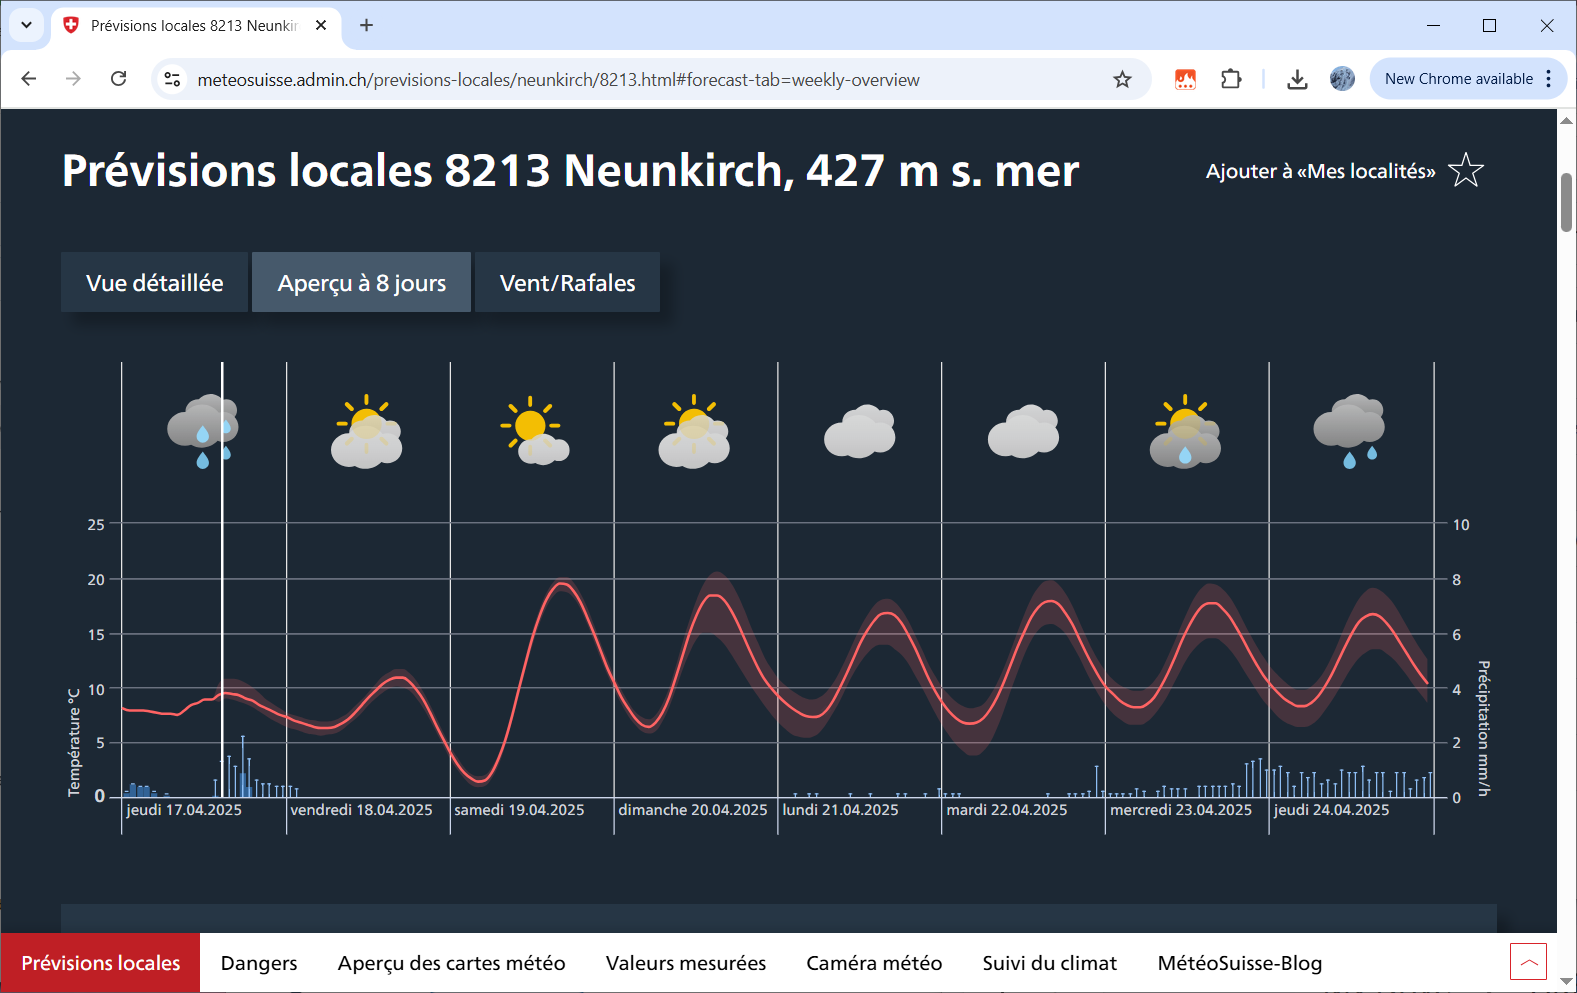 Prévisions locales 8213 Neunkir
meteosuisse.admin.ch/previsions-locales/neunkirch/8213.html#forecast-tab=weekly-overview
New Chrome available
Prévisions locales 8213 Neunkirch, 427 m s. mer
Ajouter à «Mes localités»
Vue détaillée
Aperçu à 8 jours
Vent/Rafales
25
20
15
10
5
0
Température °C
10
8
6
4
2
0
Précipitation mm/h
jeudi 17.04.2025
vendredi 18.04.2025
samedi 19.04.2025
dimanche 20.04.2025
lundi 21.04.2025
mardi 22.04.2025
mercredi 23.04.2025
jeudi 24.04.2025
Prévisions locales
Dangers
Aperçu des cartes météo
Valeurs mesurées
Caméra météo
Suivi du climat
MétéoSuisse-Blog